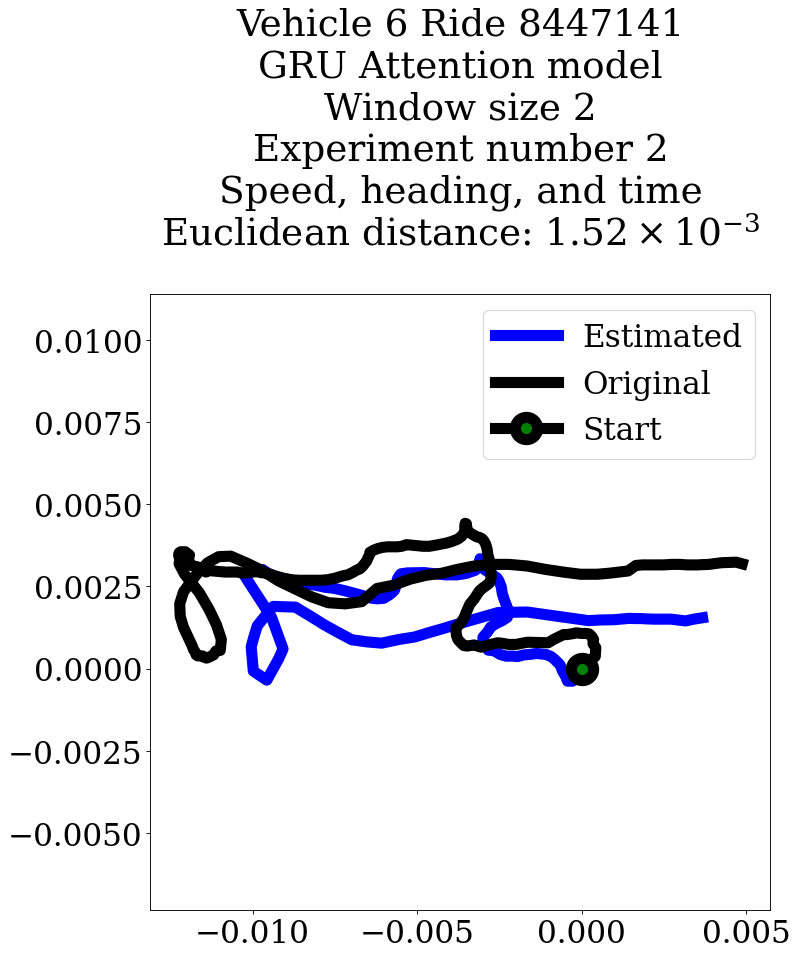 Vehicle 6 Ride 8447141
GRU Attention model
Window size 2
Experiment number 2
Speed, heading, and time
Euclidean distance: 1.52 × 10⁻³
Estimated
Original
Start
0.0100
0.0075
0.0050
0.0025
0.0000
−0.0025
−0.0050
−0.010 −0.005 0.000 0.005